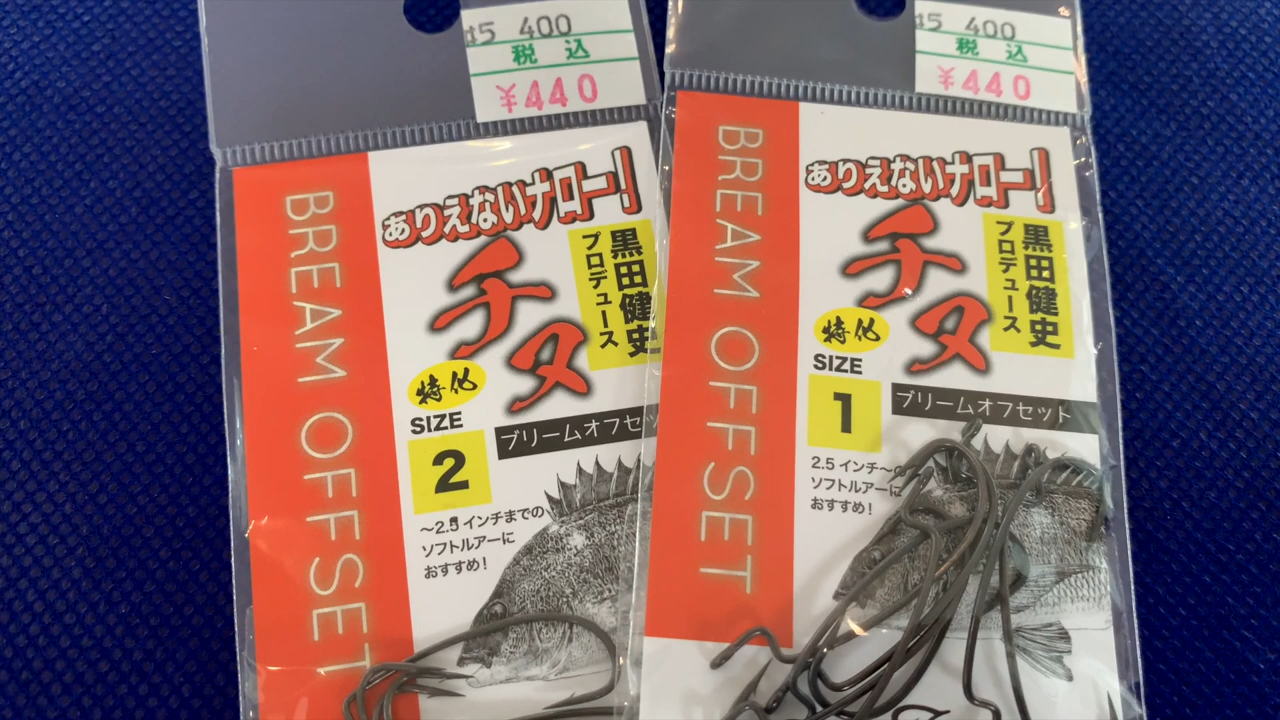 #5 400
税込
¥440
BREAM OFFSET
ありえないナロー!
チヌ
黒田健史
プロデュース
特化
SIZE
2
ブリームオフセッ
～2.5インチまでの
ソフトルアーに
おすすめ!
#5 400
税込
¥440
BREAM OFFSET
ありえないナロー!
チヌ
黒田健史
プロデュース
特化
SIZE
1
ブリームオフセット
2.5インチ～の
ソフトルアーに
おすすめ!